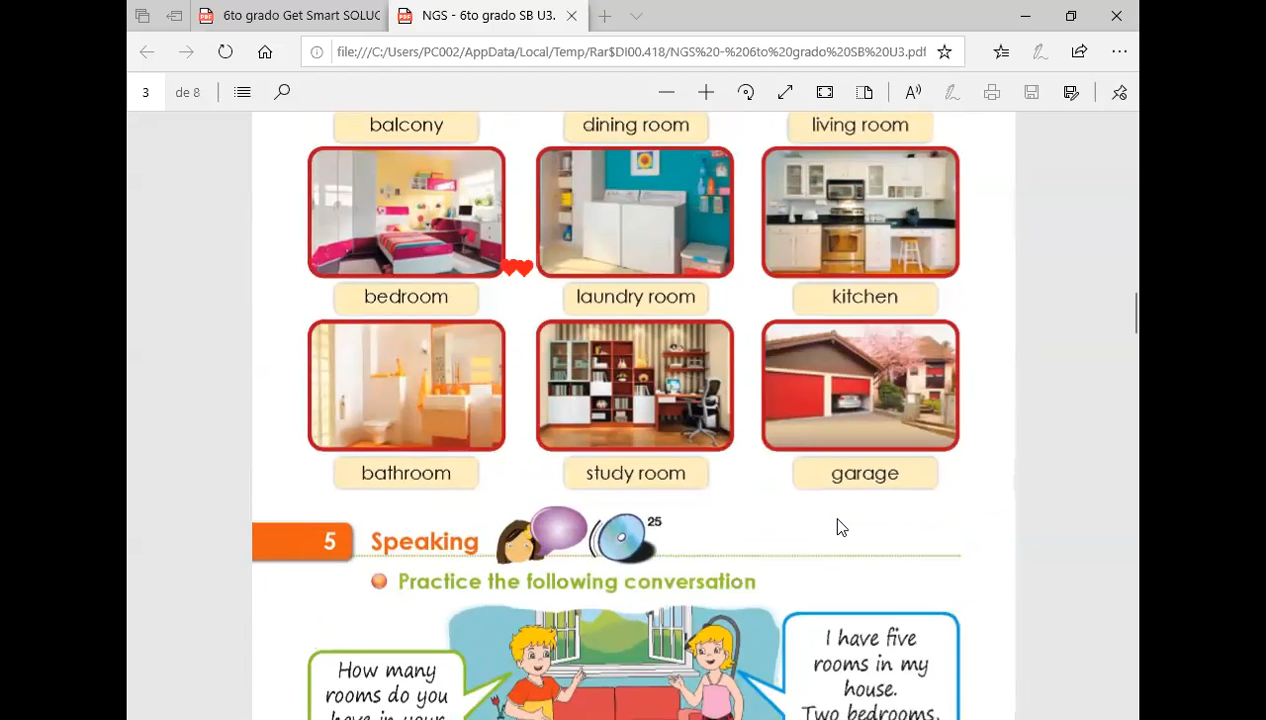 6to grado Get Smart SOLUC
NGS - 6to grado SB U3.
file:///C:/Users/PC002/AppData/Local/Temp/Rar$DI00.418/NGS%20-%206to%20grado%20SB%20U3.pdf
3
de 8
balcony
dining room
living room
bedroom
laundry room
kitchen
bathroom
study room
garage
5
Speaking
25
Practice the following conversation
How many
rooms do you
have in your
I have five
rooms in my
house.
Two bedrooms,